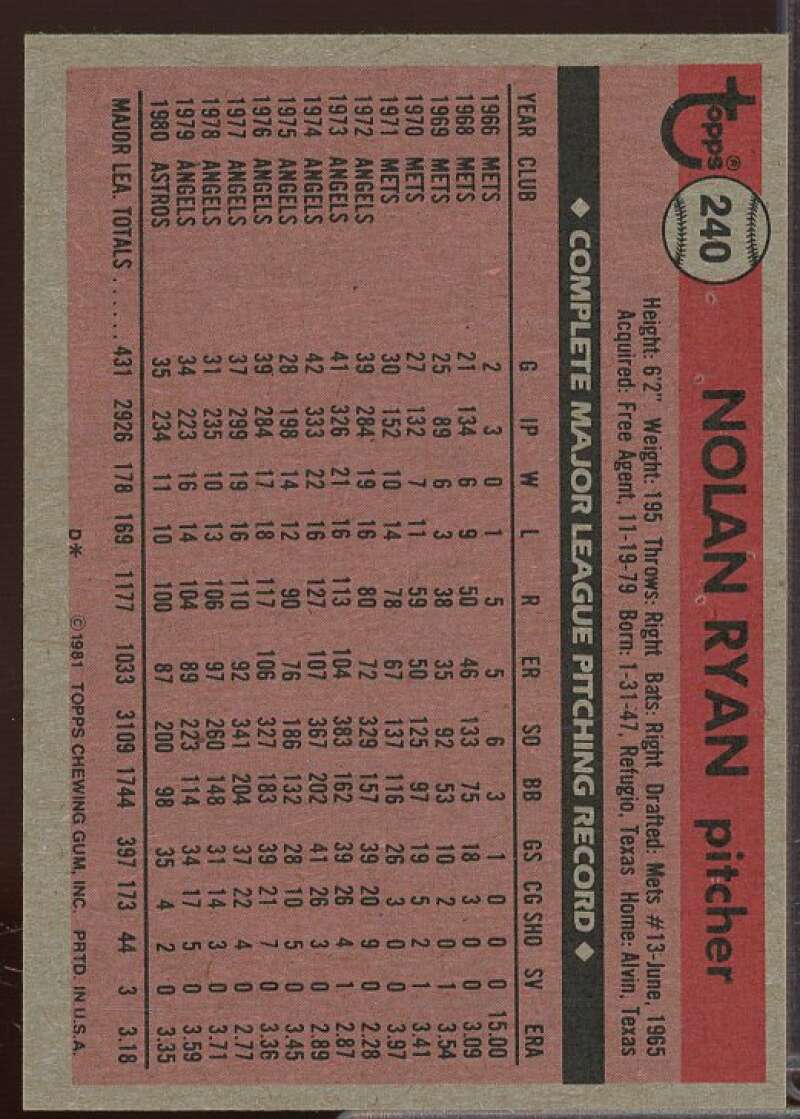 Topps®
240
NOLAN RYAN pitcher
Height: 6'2" Weight: 195 Throws: Right Bats: Right Drafted: Mets #13-June, 1965
Acquired: Free Agent, 11-19-79 Born: 1-31-47, Refugio, Texas Home: Alvin, Texas
◆ COMPLETE MAJOR LEAGUE PITCHING RECORD ◆
YEAR CLUB G IP W L R ER SO BB GS CG SHO SV ERA
1966 METS 2 3 0 1 5 5 6 3 1 0 0 0 15.00
1968 METS 21 134 6 9 50 46 133 75 18 3 0 0 3.09
1969 METS 25 89 6 3 38 35 92 53 10 2 0 1 3.54
1970 METS 27 132 7 11 59 50 125 97 19 5 2 1 3.41
1971 METS 30 152 10 14 78 67 137 116 26 3 0 0 3.97
1972 ANGELS 39 284 19 16 80 72 329 157 39 20 9 0 2.28
1973 ANGELS 41 326 21 16 113 104 383 162 39 26 4 1 2.87
1974 ANGELS 42 333 22 16 127 107 367 202 41 26 3 0 2.89
1975 ANGELS 28 198 14 12 90 76 186 132 28 10 5 0 3.45
1976 ANGELS 39 284 17 18 117 106 327 183 39 21 7 0 3.36
1977 ANGELS 37 299 19 16 110 92 341 204 37 22 4 0 2.77
1978 ANGELS 31 235 10 13 106 97 260 148 31 14 3 0 3.71
1979 ANGELS 34 223 16 14 104 89 223 114 34 17 5 0 3.59
1980 ASTROS 35 234 11 10 100 87 200 98 35 4 2 0 3.35
MAJOR LEA. TOTALS ...... 431 2926 178 169 1177 1033 3109 1744 397 173 44 3 3.18
D* ©1981 TOPPS CHEWING GUM, INC. PRTD. IN U.S.A.